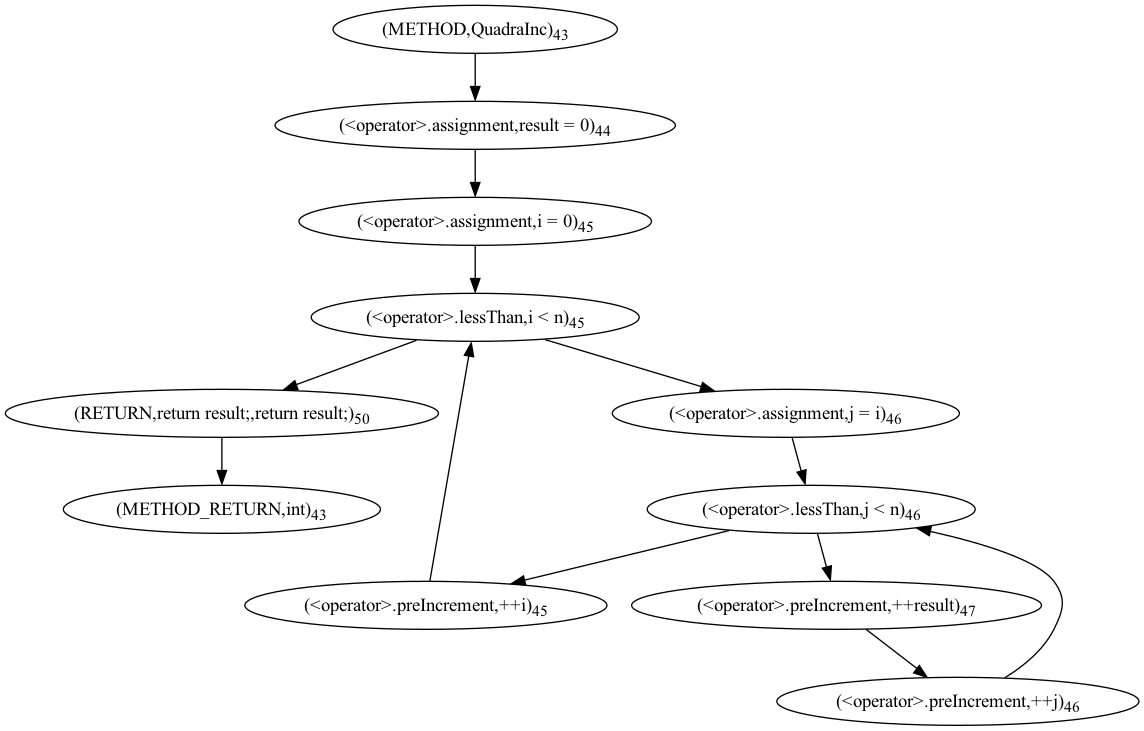 (METHOD,QuadraInc)43
(<operator>.assignment,result = 0)44
(<operator>.assignment,i = 0)45
(<operator>.lessThan,i < n)45
(RETURN,return result;,return result;)50
(<operator>.assignment,j = i)46
(METHOD_RETURN,int)43
(<operator>.lessThan,j < n)46
(<operator>.preIncrement,++i)45
(<operator>.preIncrement,++result)47
(<operator>.preIncrement,++j)46